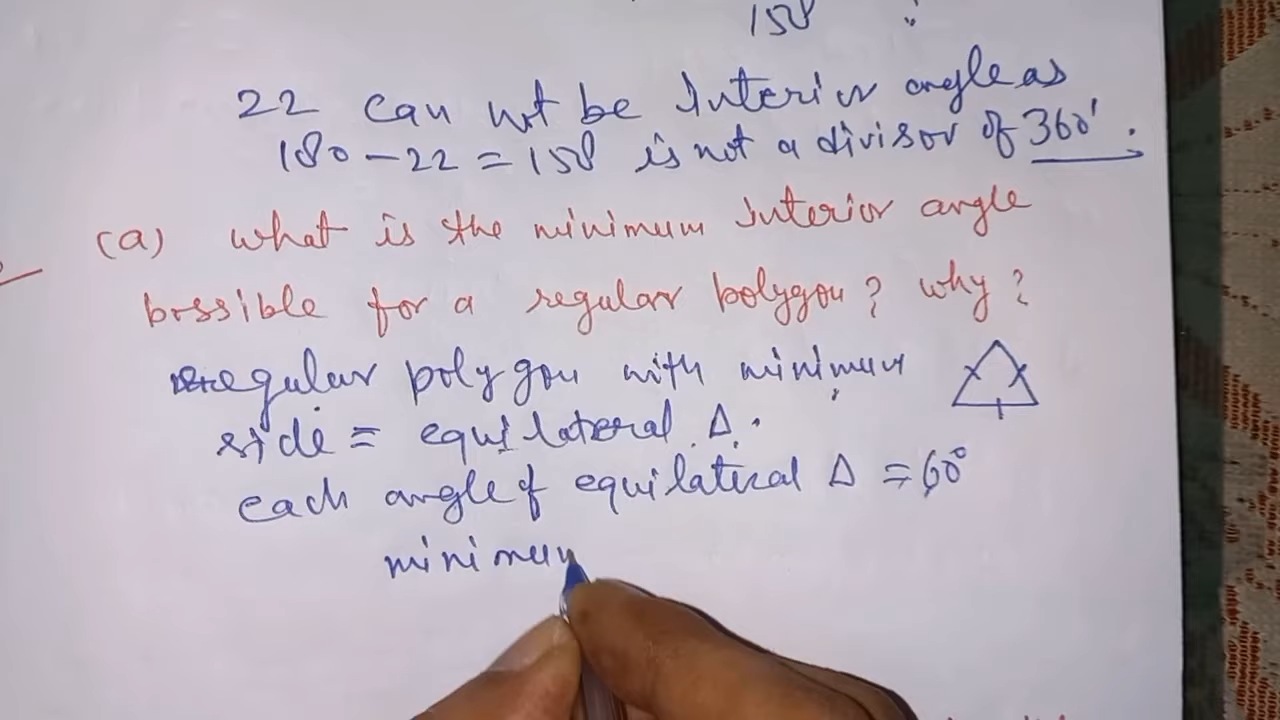 158
22 can not be Interior angle as
180 - 22 = 158 is not a divisor of 360°.
(a) what is the minimum interior angle
possible for a regular polygon? why?
regular polygon with minimum
side = equilateral Δ.
each angle of equilateral Δ = 60°
minimum